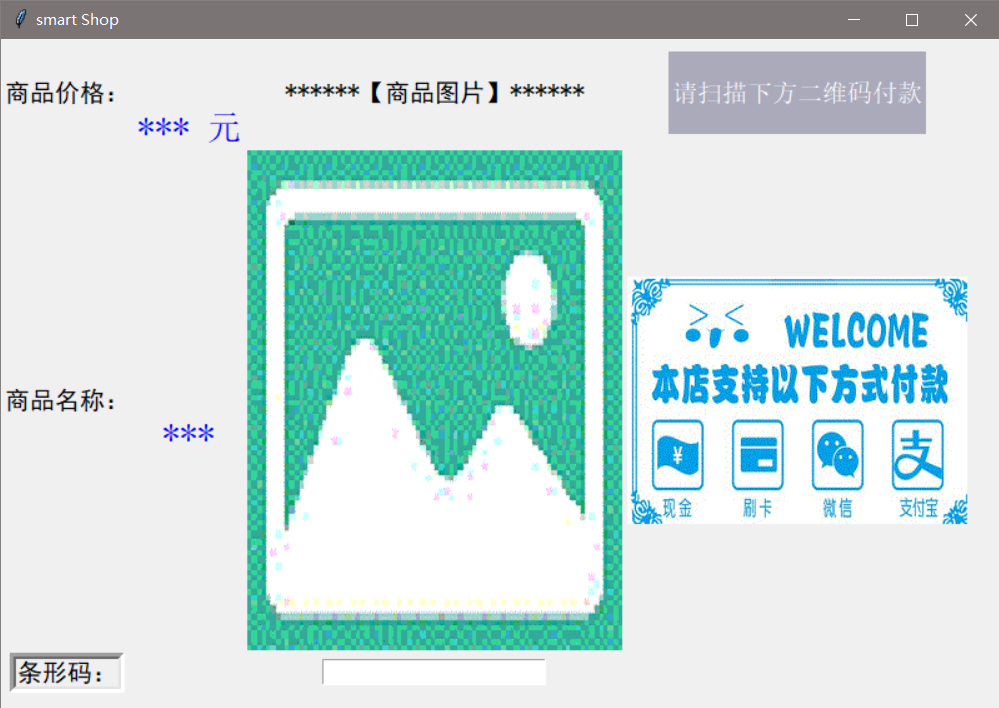 smart Shop
商品价格：
******【商品图片】******
请扫描下方二维码付款
*** 元
WELCOME
本店支持以下方式付款
商品名称：
***
¥
支
现金
刷卡
微信
支付宝
条形码：